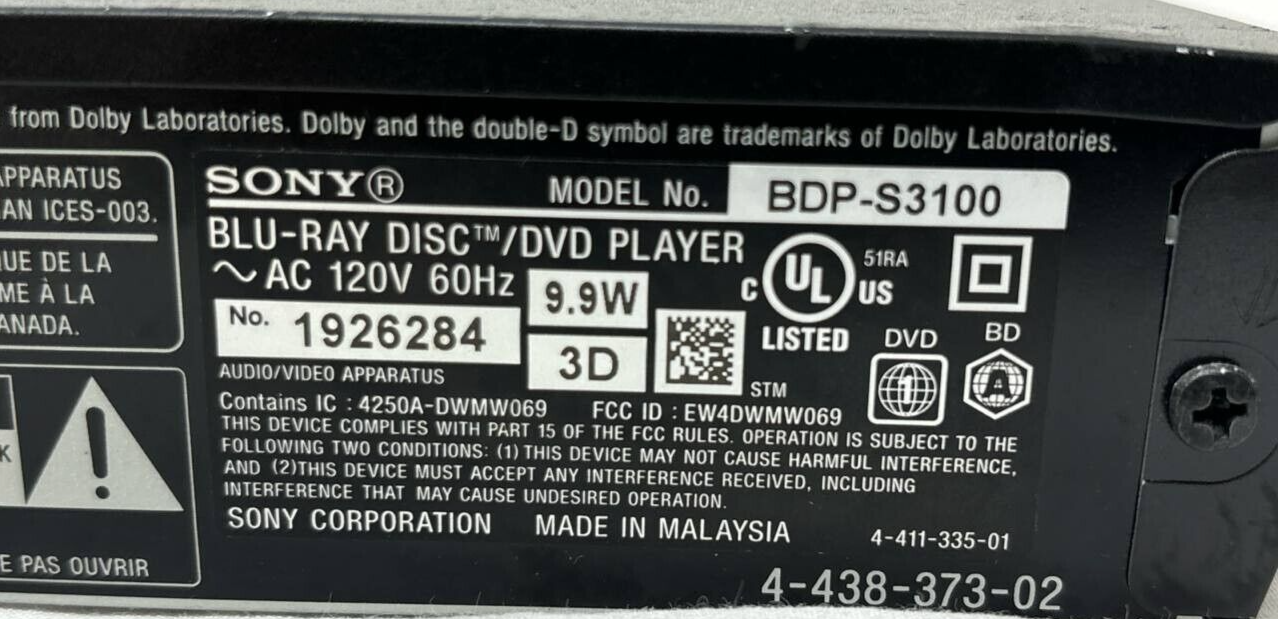 from Dolby Laboratories. Dolby and the double-D symbol are trademarks of Dolby Laboratories.
APPARATUS
AN ICES-003.
UE DE LA
ME À LA
ANADA.
K
E PAS OUVRIR
SONY® MODEL No. BDP-S3100
BLU-RAY DISC™/DVD PLAYER
~ AC 120V 60Hz 9.9W
No. 1926284 3D
C UL US 51RA
LISTED
DVD BD
1 A
AUDIO/VIDEO APPARATUS
STM
Contains IC : 4250A-DWMW069 FCC ID : EW4DWMW069
THIS DEVICE COMPLIES WITH PART 15 OF THE FCC RULES. OPERATION IS SUBJECT TO THE
FOLLOWING TWO CONDITIONS: (1) THIS DEVICE MAY NOT CAUSE HARMFUL INTERFERENCE,
AND (2)THIS DEVICE MUST ACCEPT ANY INTERFERENCE RECEIVED, INCLUDING
INTERFERENCE THAT MAY CAUSE UNDESIRED OPERATION.
SONY CORPORATION MADE IN MALAYSIA 4-411-335-01
4-438-373-02